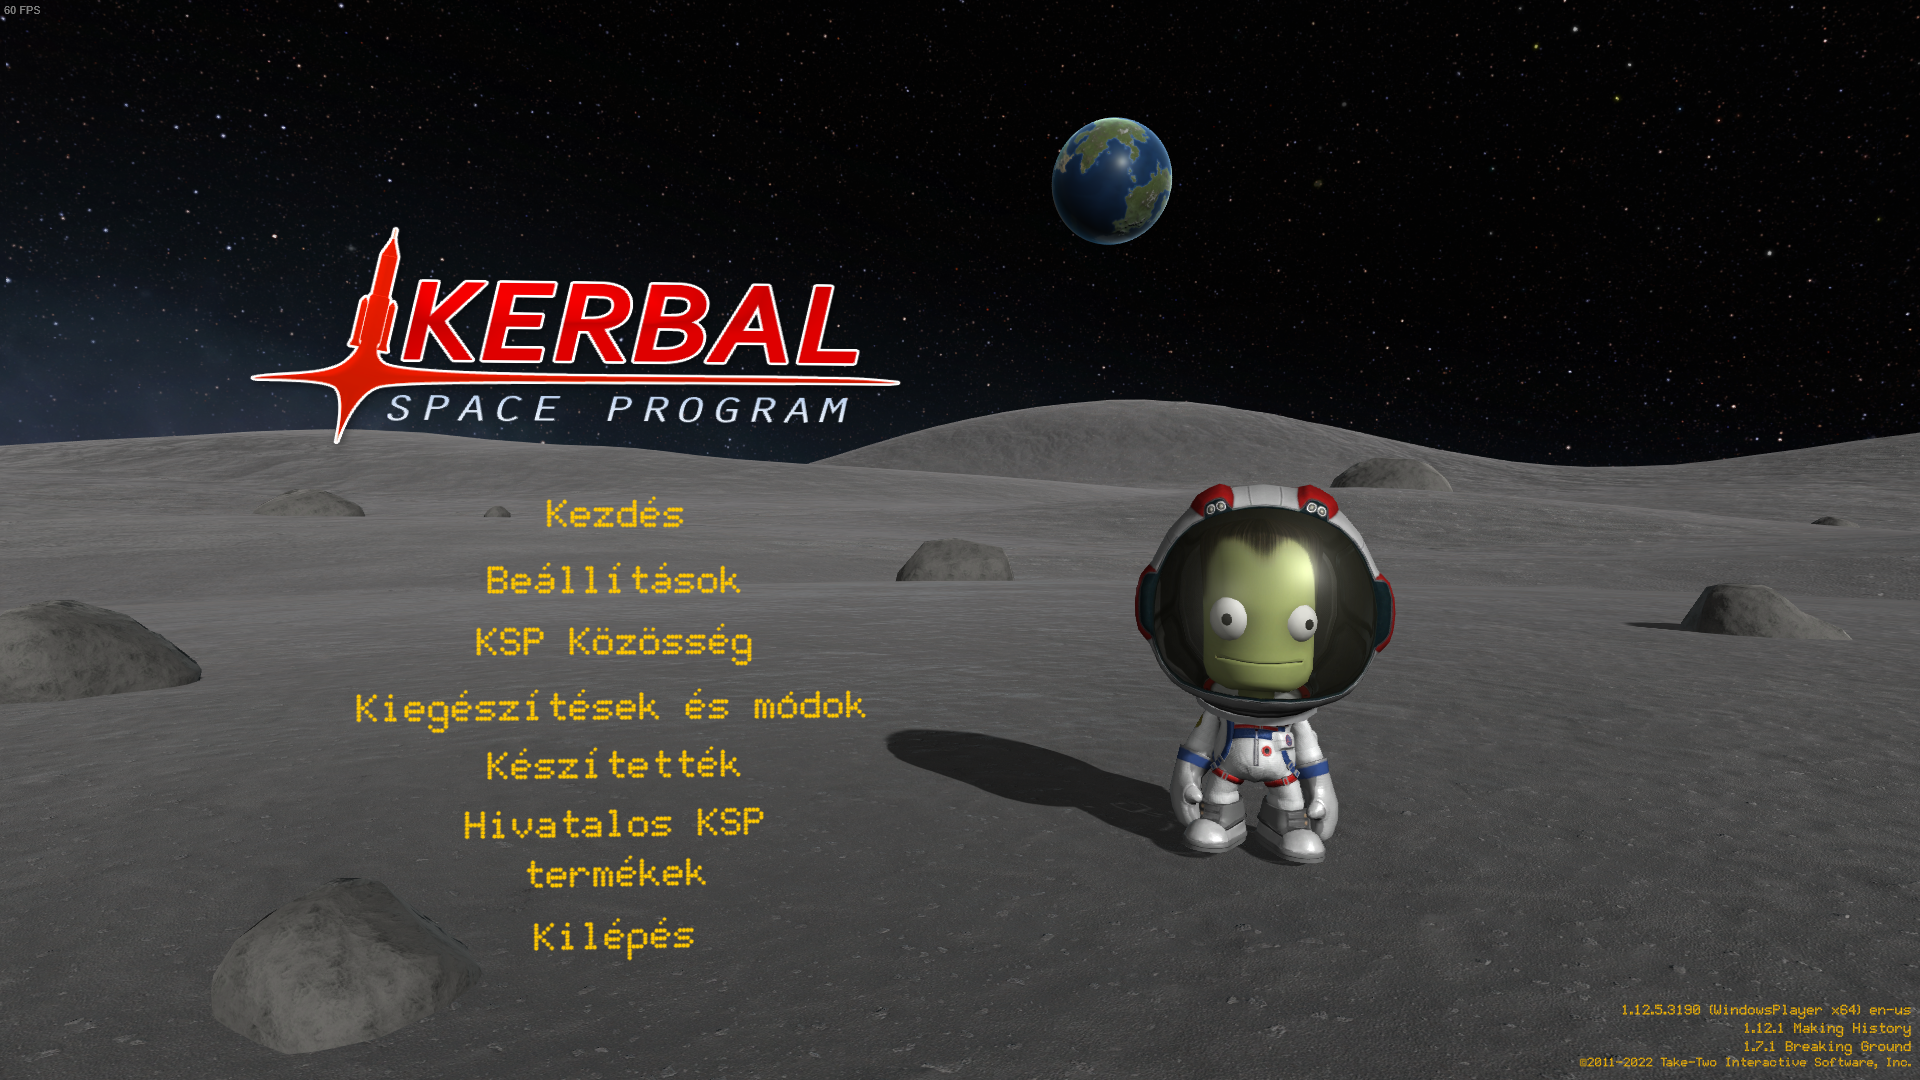 60 FPS
KERBAL
SPACE PROGRAM
Kezdés
Beállítások
KSP Közösség
Kiegészítések és módok
Készítették
Hivatalos KSP
termékek
Kilépés
1.12.5.3190 (WindowsPlayer x64) en-us
1.12.1 Making History
1.7.1 Breaking Ground
©2011-2022 Take-Two Interactive Software, Inc.